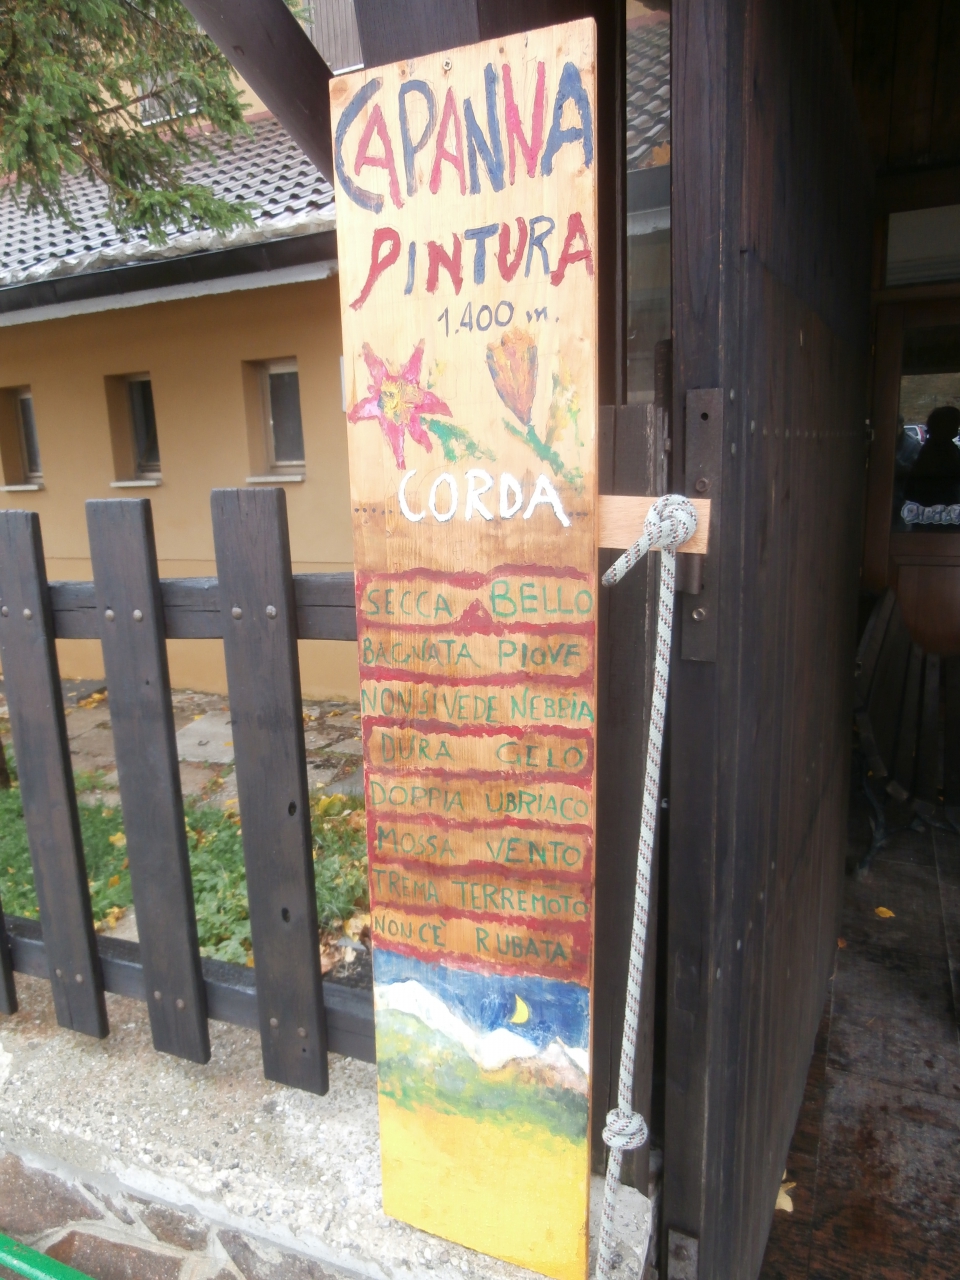 CAPANNA
PINTURA
1.400 m.
CORDA
SECCA BELLO
BAGNATA PIOVE
NON SI VEDE NEBBIA
DURA GELO
DOPPIA UBRIACO
MOSSA VENTO
TREMA TERREMOTO
NON C'È RUBATA